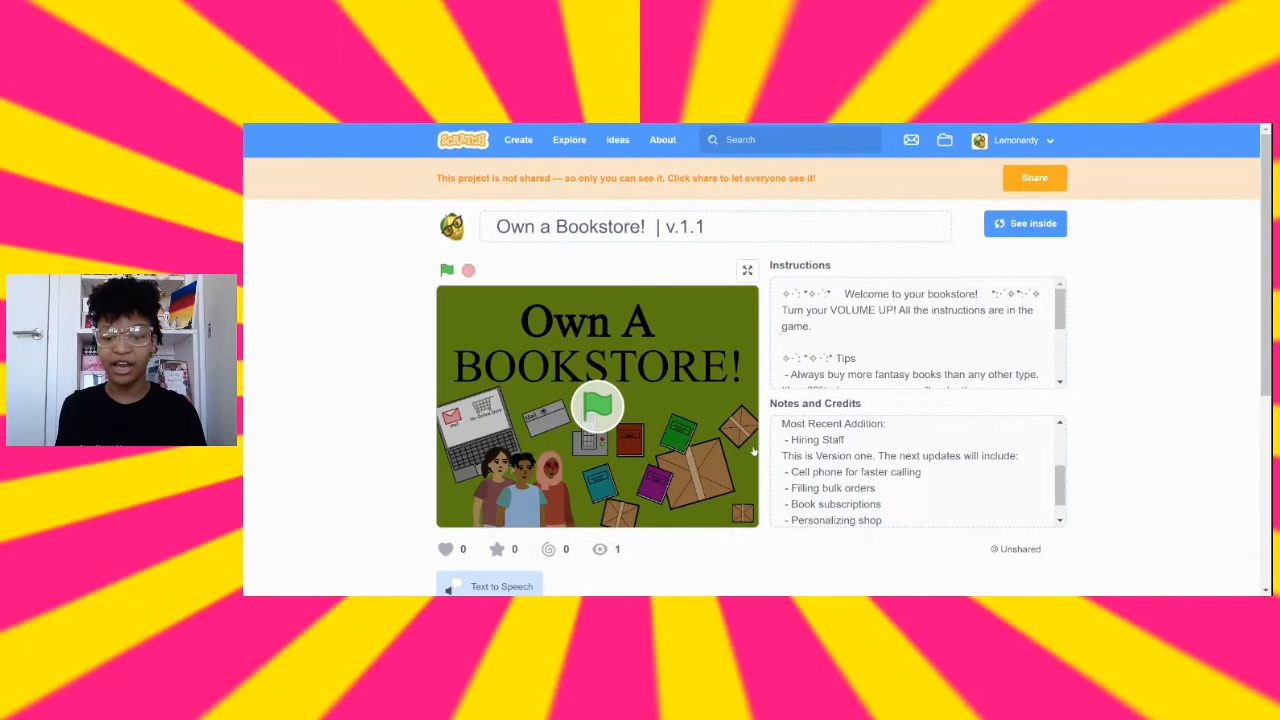 SCRATCH
Create
Explore
Ideas
About
Search
Lemonerdy
This project is not shared — so only you can see it. Click share to let everyone see it!
Share
Own a Bookstore! | v.1.1
See inside
Own A
BOOKSTORE!
Mail
My Online Shop
Mail
Instructions
Welcome to your bookstore!
Turn your VOLUME UP! All the instructions are in the
game.
Tips
- Always buy more fantasy books than any other type.
Notes and Credits
Most Recent Addition:
- Hiring Staff
This is Version one. The next updates will include:
- Cell phone for faster calling
- Filling bulk orders
- Book subscriptions
- Personalizing shop
0
0
0
1
Unshared
Text to Speech